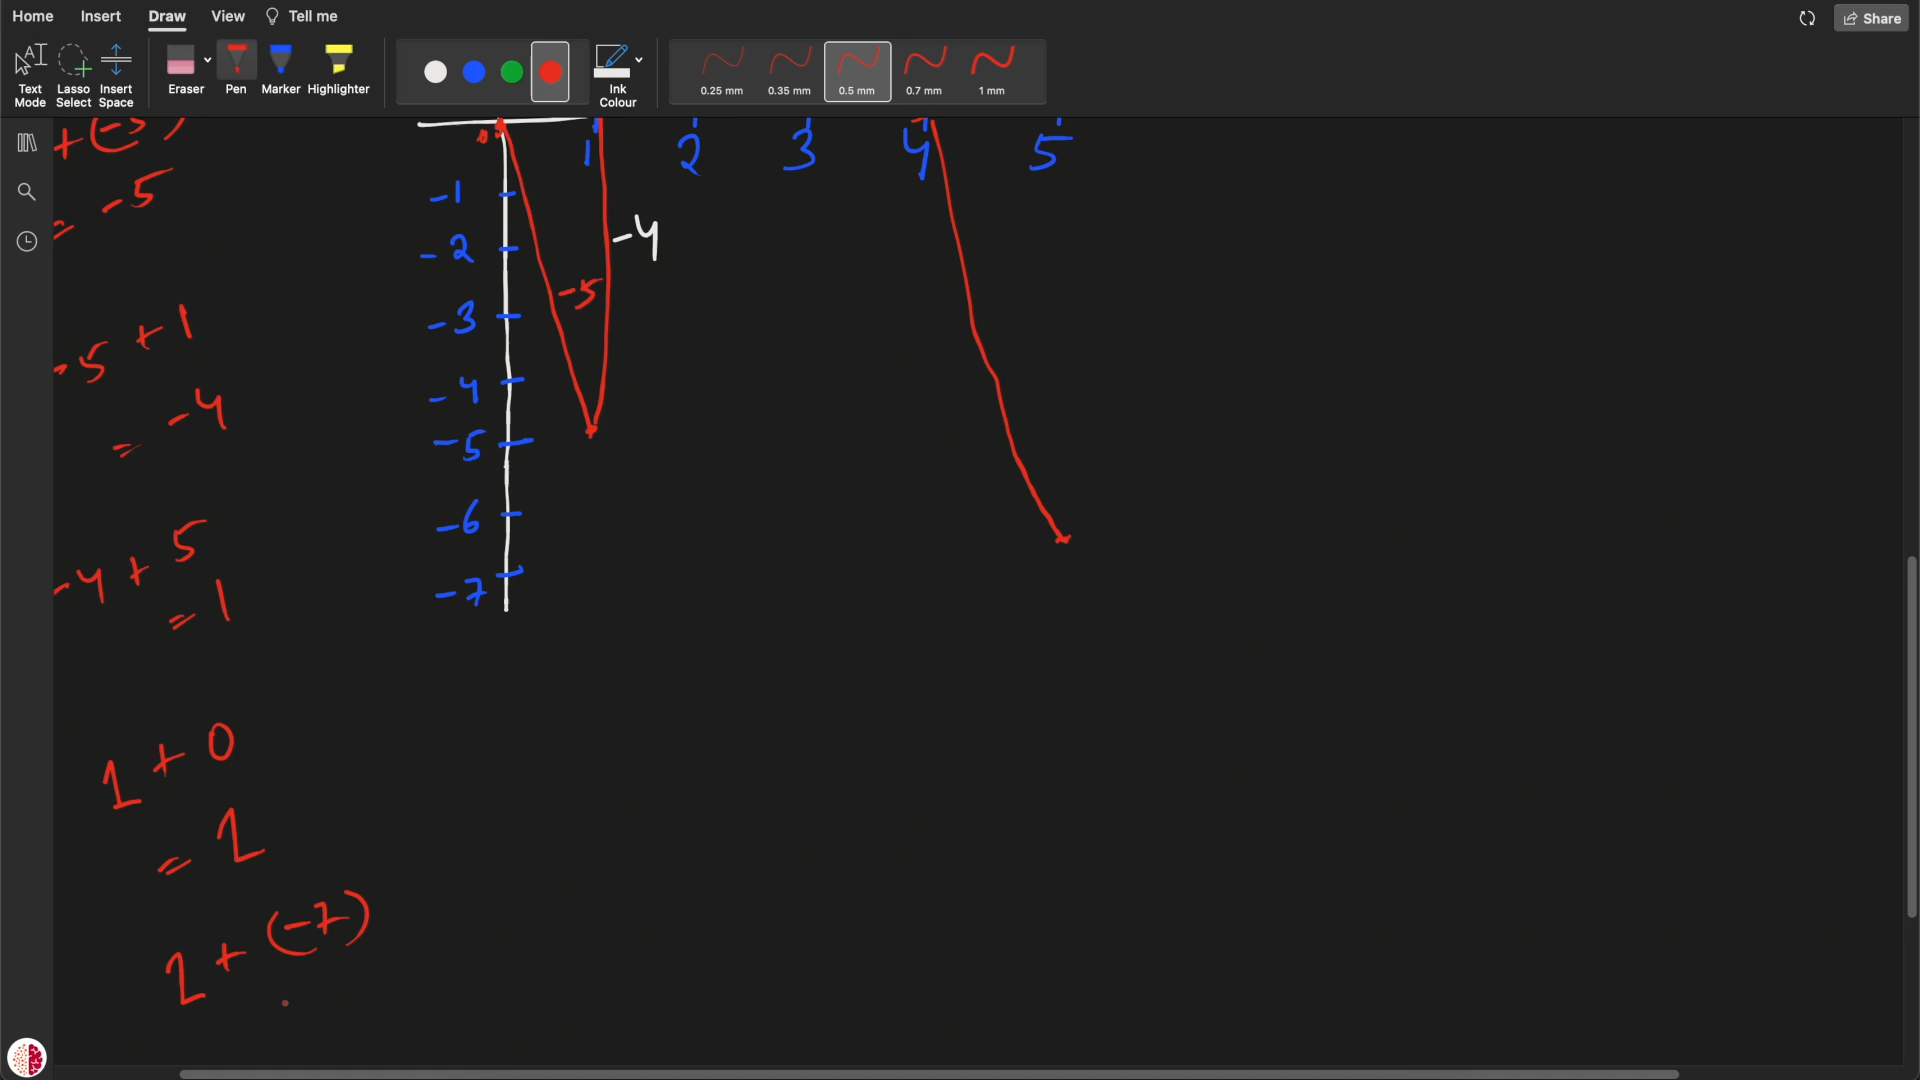 Home Insert Draw View Tell me
Share
Text Mode
Lasso Select
Insert Space
Eraser
Pen
Marker
Highlighter
Ink Colour
0.25 mm
0.35 mm
0.5 mm
0.7 mm
1 mm
+(-5)
= -5
-5 + 1
= -4
-4 + 5
= 1
1 + 0
= 1
1 + (-7)
0
1 2 3 4 5
-1
-2
-3
-4
-5
-6
-7
-4
-5